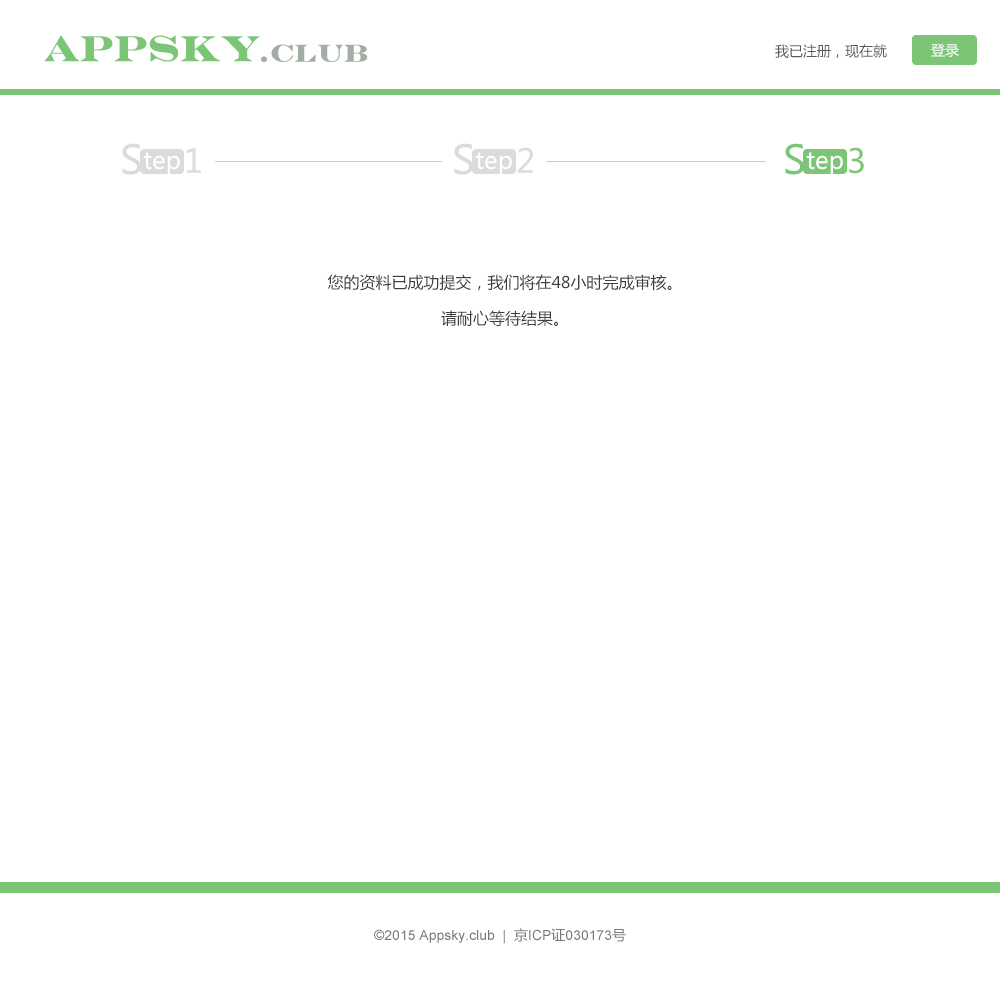 APPSKY.CLUB
我已注册，现在就 登录
Step1 Step2 Step3
您的资料已成功提交，我们将在48小时完成审核。
请耐心等待结果。
©2015 Appsky.club | 京ICP证030173号